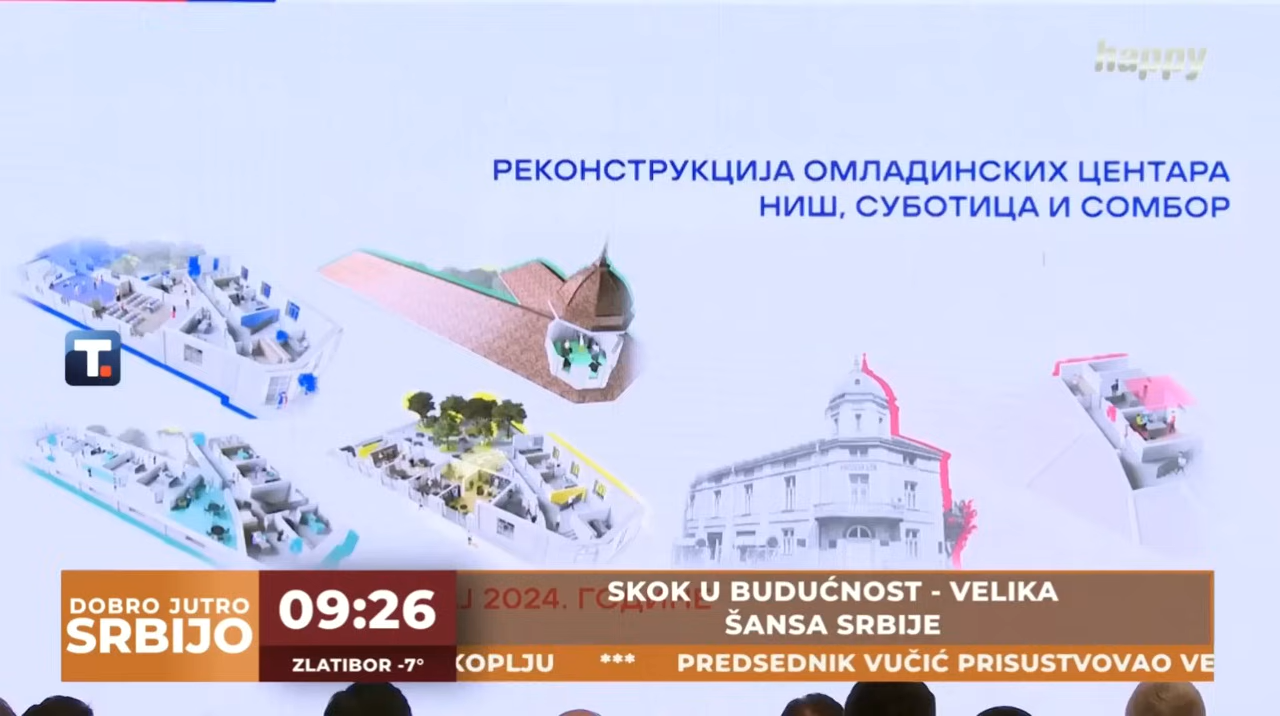 happy
РЕКОНСТРУКЦИЈА ОМЛАДИНСКИХ ЦЕНТАРА
НИШ, СУБОТИЦА И СОМБОР
T.
2024. ГОДИНЕ
DOBRO JUTRO
SRBIJO
09:26
ZLATIBOR -7°
SKOK U BUDUĆNOST - VELIKA
ŠANSA SRBIJE
KOPLJU *** PREDSEDNIK VUČIĆ PRISUSTVOVAO VE